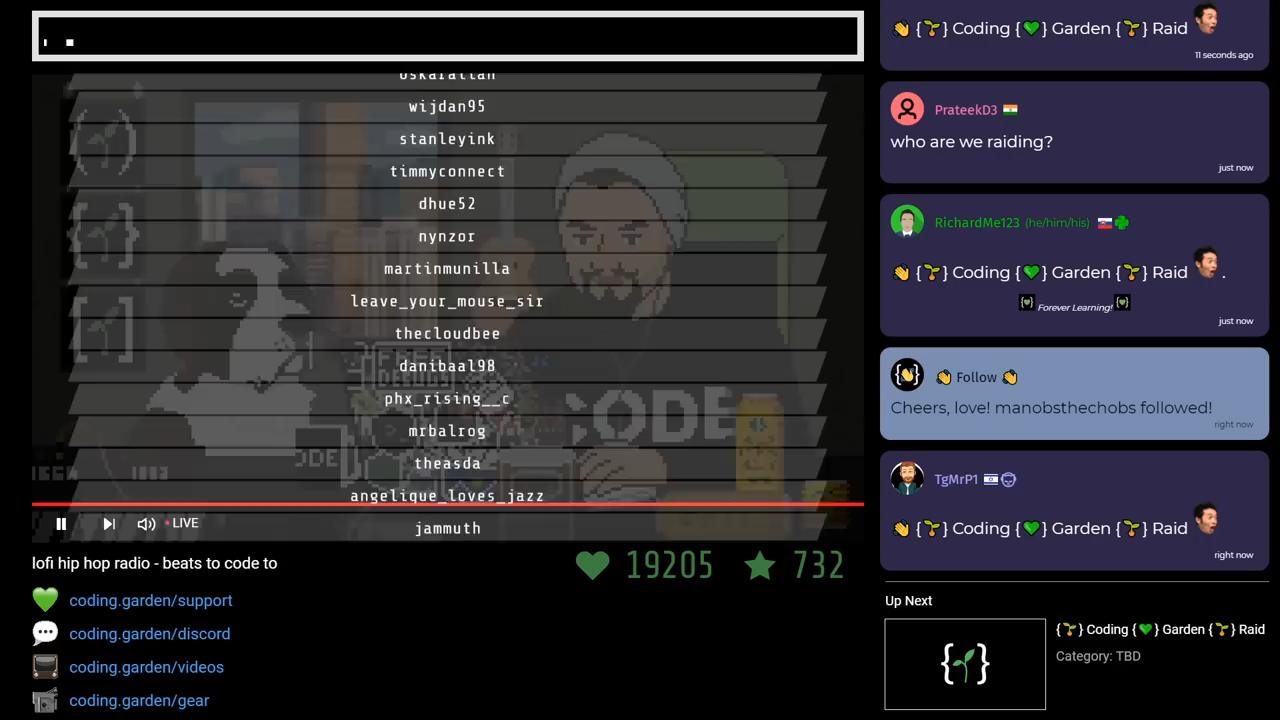 wijdan95
stanleyink
timmyconnect
dhue52
nynzor
martinmunilla
leave_your_mouse_sir
thecloudbee
danibaal98
phx_rising__c
mrbalrog
theasda
angelique_loves_jazz
jammuth
FREE
CODE
LIVE
lofi hip hop radio - beats to code to
19205 732
coding.garden/support
coding.garden/discord
coding.garden/videos
coding.garden/gear
👋 {🌱} Coding {💚} Garden {🌱} Raid
11 seconds ago
PrateekD3
who are we raiding?
just now
RichardMe123 (he/him/his)
👋 {🌱} Coding {💚} Garden {🌱} Raid .
Forever Learning!
just now
👋 Follow 👋
Cheers, love! manobsthechobs followed!
right now
TgMrP1
👋 {🌱} Coding {💚} Garden {🌱} Raid
right now
Up Next
{🌱} Coding {💚} Garden {🌱} Raid
Category: TBD